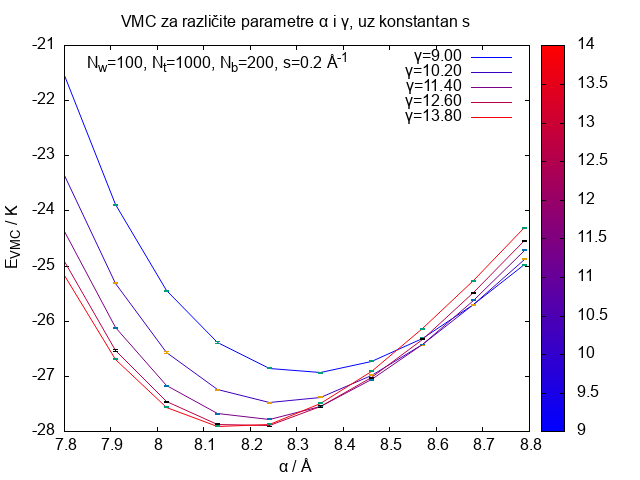 VMC za različite parametre α i γ, uz konstantan s
N_w=100, N_t=1000, N_b=200, s=0.2 Å^-1
γ=9.00
γ=10.20
γ=11.40
γ=12.60
γ=13.80
-21
-22
-23
-24
-25
-26
-27
-28
E_VMC / K
7.8 7.9 8 8.1 8.2 8.3 8.4 8.5 8.6 8.7 8.8
α / Å
14
13.5
13
12.5
12
11.5
11
10.5
10
9.5
9